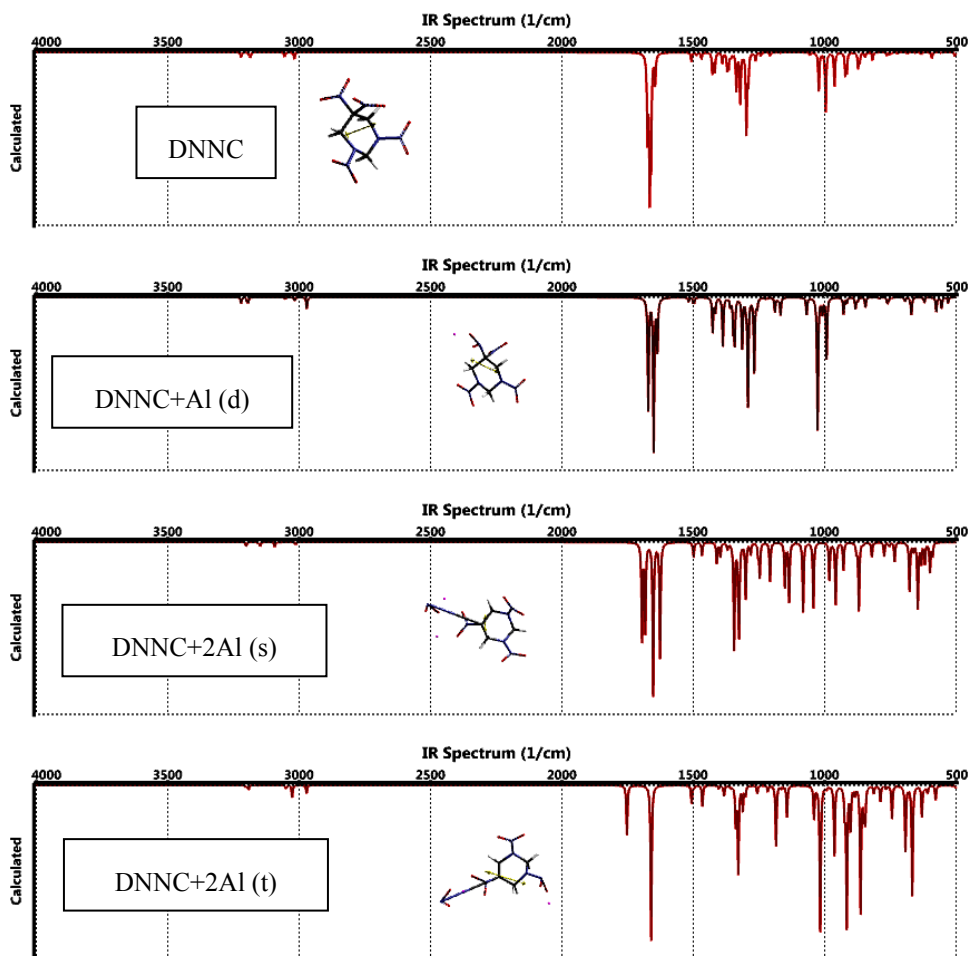 IR Spectrum (1/cm)
4000 3500 3000 2500 2000 1500 1000 500
Calculated
DNNC
IR Spectrum (1/cm)
4000 3500 3000 2500 2000 1500 1000 500
Calculated
DNNC+Al (d)
IR Spectrum (1/cm)
4000 3500 3000 2500 2000 1500 1000 500
Calculated
DNNC+2Al (s)
IR Spectrum (1/cm)
4000 3500 3000 2500 2000 1500 1000 500
Calculated
DNNC+2Al (t)